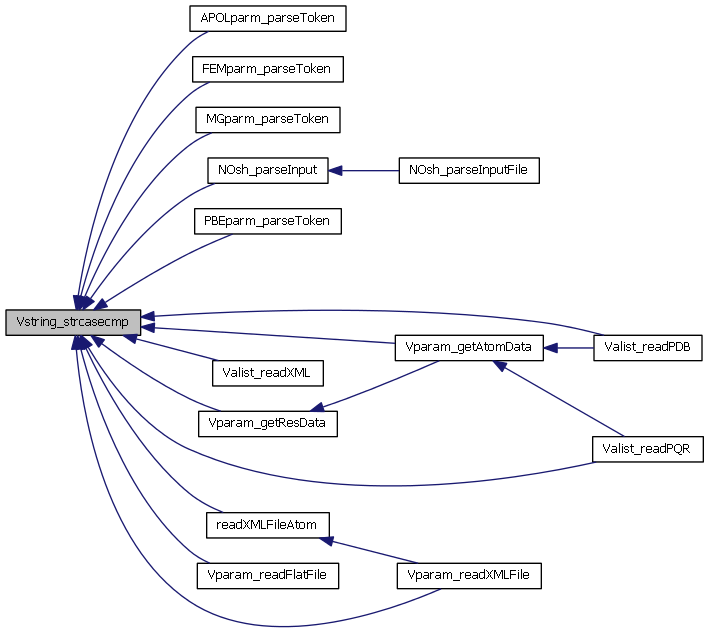 APOLparm_parseToken
FEMparm_parseToken
MGparm_parseToken
NOsh_parseInput
NOsh_parseInputFile
PBEparm_parseToken
Vstring_strcasecmp
Vparam_getAtomData
Valist_readPDB
Valist_readXML
Vparam_getResData
Valist_readPQR
readXMLFileAtom
Vparam_readFlatFile
Vparam_readXMLFile